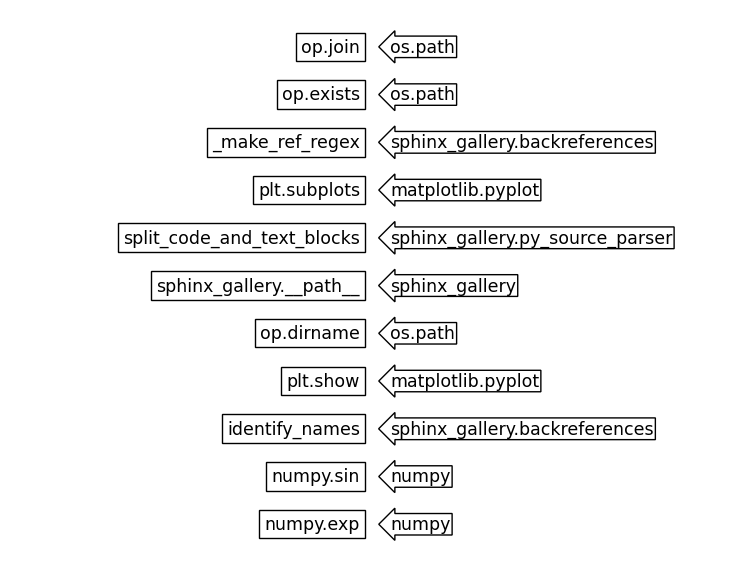 op.join os.path
op.exists os.path
_make_ref_regex sphinx_gallery.backreferences
plt.subplots matplotlib.pyplot
split_code_and_text_blocks sphinx_gallery.py_source_parser
sphinx_gallery.__path__ sphinx_gallery
op.dirname os.path
plt.show matplotlib.pyplot
identify_names sphinx_gallery.backreferences
numpy.sin numpy
numpy.exp numpy